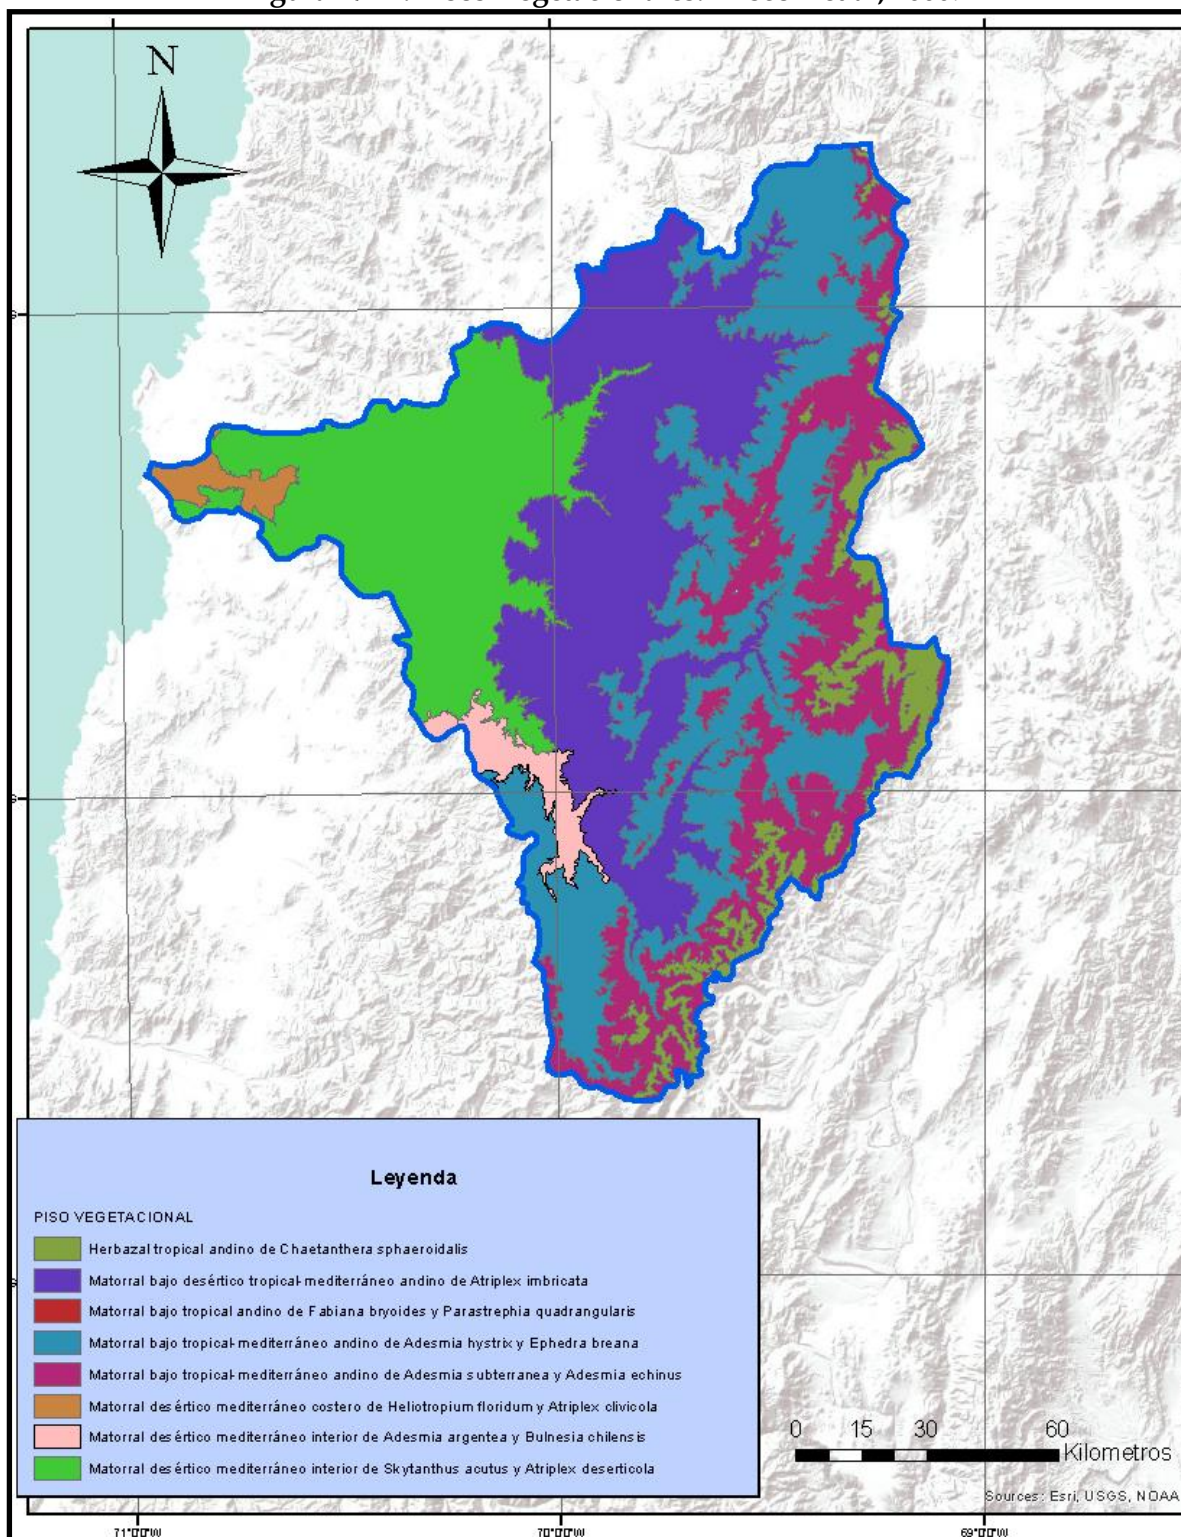 N
Leyenda
PISO VEGETACIONAL
Herbazal tropical andino de Chaetanthera sphaeroidalis
Matorral bajo desértico tropical-mediterráneo andino de Atriplex imbricata
Matorral bajo tropical andino de Fabiana bryoides y Parastrephia quadrangularis
Matorral bajo tropical-mediterráneo andino de Adesmia hystrix y Ephedra breana
Matorral bajo tropical-mediterráneo andino de Adesmia subterranea y Adesmia echinus
Matorral desértico mediterráneo costero de Heliotropium floridum y Atriplex clivicola
Matorral desértico mediterráneo interior de Adesmia argentea y Bulnesia chilensis
Matorral desértico mediterráneo interior de Skytanthus acutus y Atriplex deserticola
0 15 30 60
Kilometros
Sources: Esri, USGS, NOAA
71°0'0"W 70°0'0"W 69°0'0"W